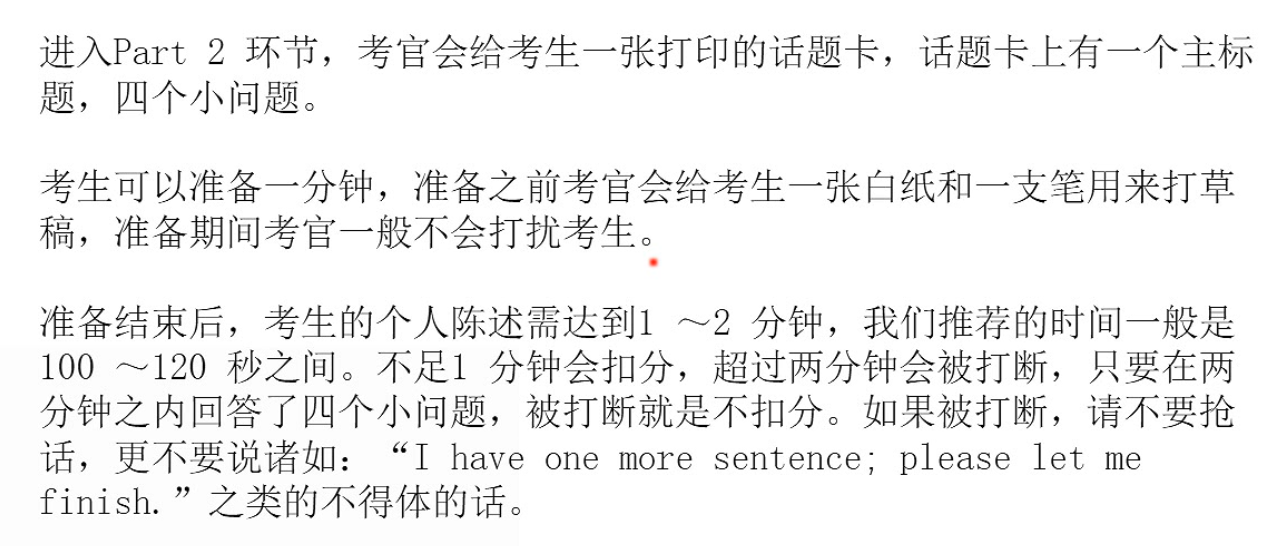 进入Part 2 环节，考官会给考生一张打印的话题卡，话题卡上有一个主标
题，四个小问题。
考生可以准备一分钟，准备之前考官会给考生一张白纸和一支笔用来打草
稿，准备期间考官一般不会打扰考生。
准备结束后，考生的个人陈述需达到1 ～2 分钟，我们推荐的时间一般是
100 ～120 秒之间。不足1 分钟会扣分，超过两分钟会被打断，只要在两
分钟之内回答了四个小问题，被打断就是不扣分。如果被打断，请不要抢
话，更不要说诸如：“I have one more sentence; please let me
finish.”之类的不得体的话。